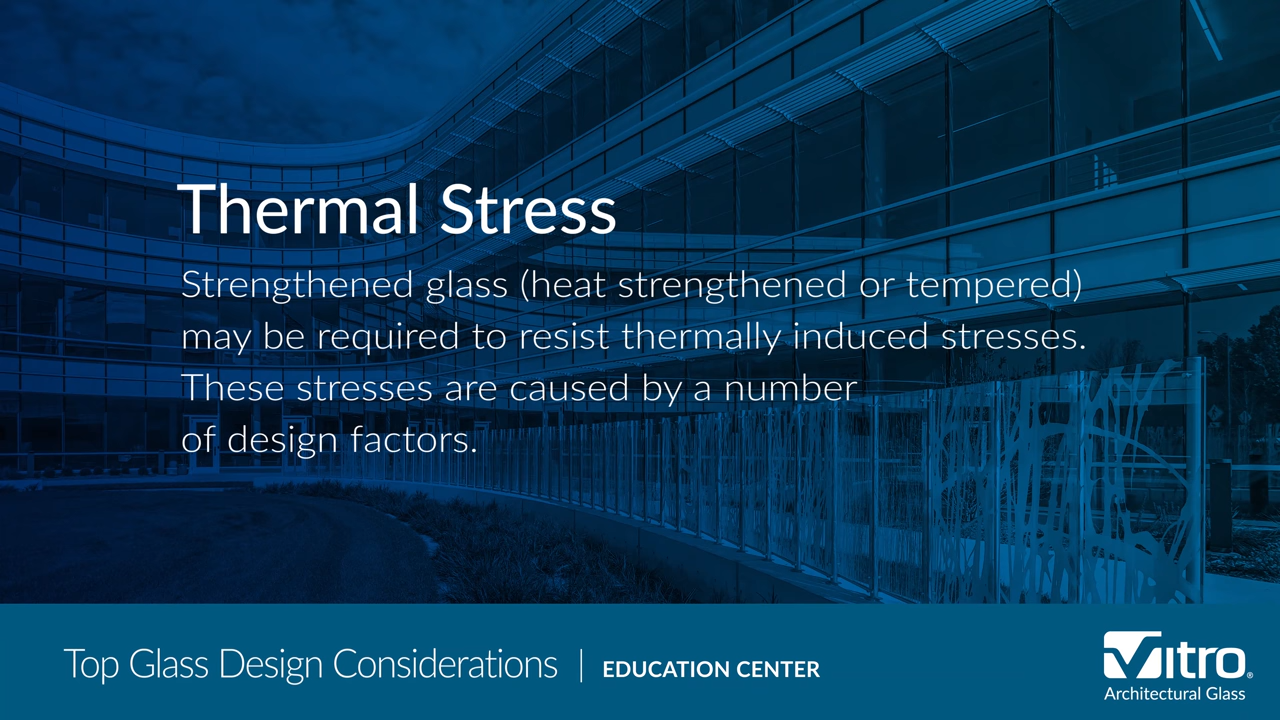 Thermal Stress
Strengthened glass (heat strengthened or tempered)
may be required to resist thermally induced stresses.
These stresses are caused by a number
of design factors.
Top Glass Design Considerations | EDUCATION CENTER
Vitro®
Architectural Glass